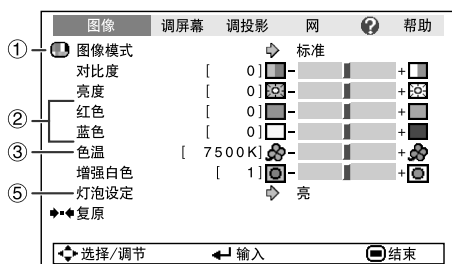 图像 调屏幕 调投影 网 ? 帮助
① 图像模式 标准
对比度 [ 0] - +
亮度 [ 0] - +
② 红色 [ 0] - +
蓝色 [ 0] - +
③ 色温 [ 7500K] - +
增强白色 [ 1] - +
⑤ 灯泡设定 亮
复原
选择/调节 输入 结束